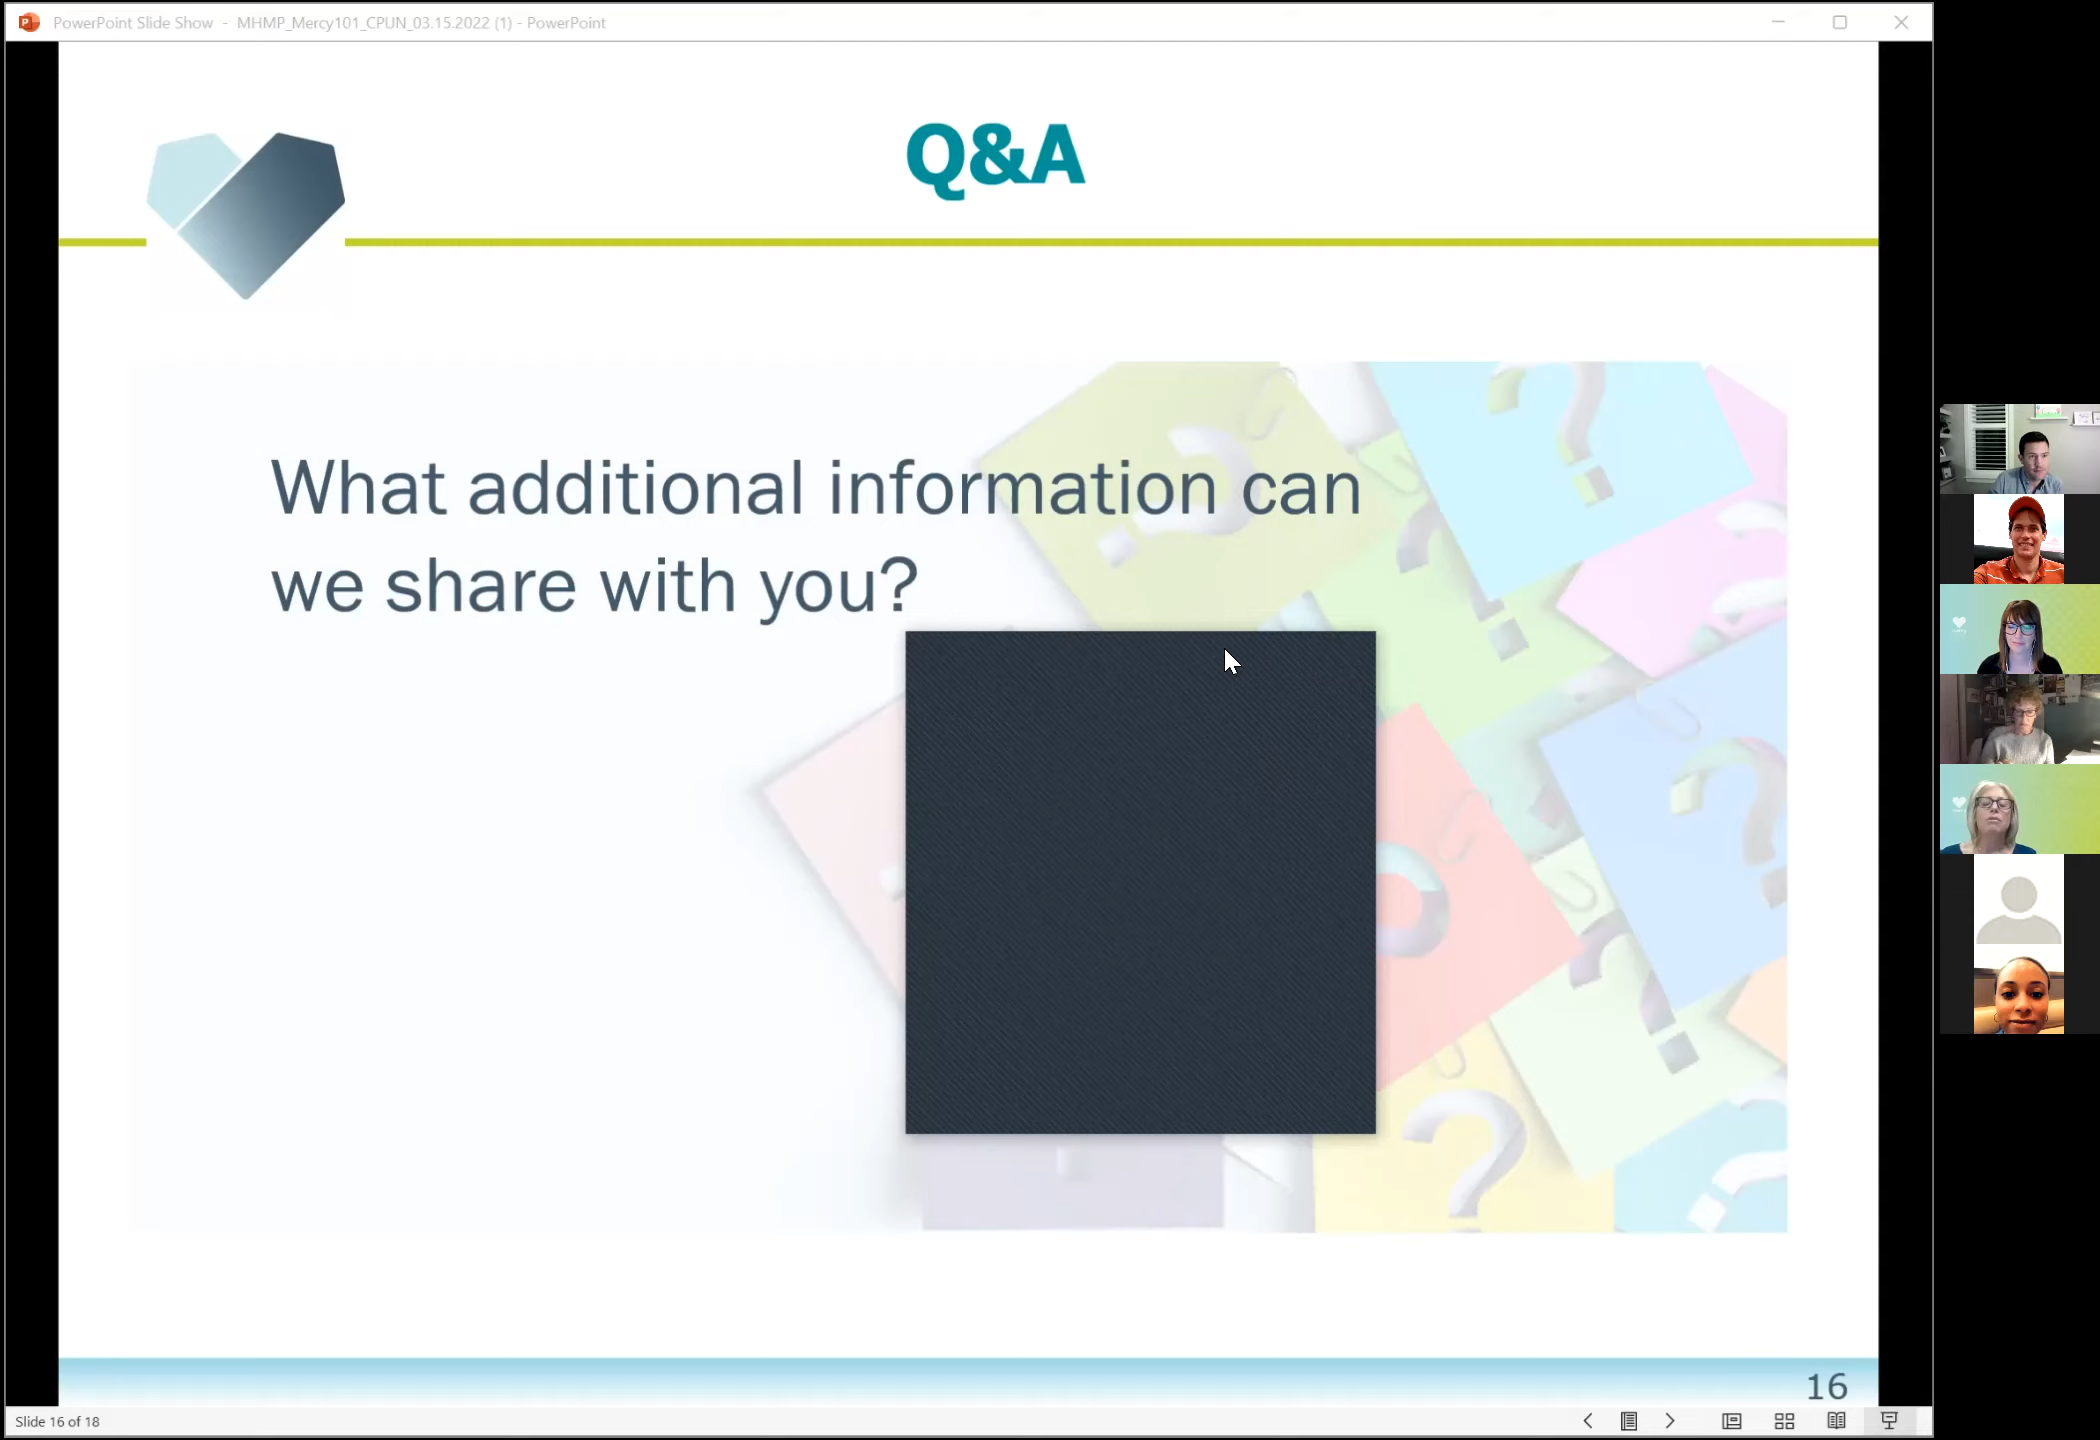 PowerPoint Slide Show - MHMP_Mercy101_CPUN_03.15.2022 (1) - PowerPoint
Q&A
What additional information can
we share with you?
16
Slide 16 of 18